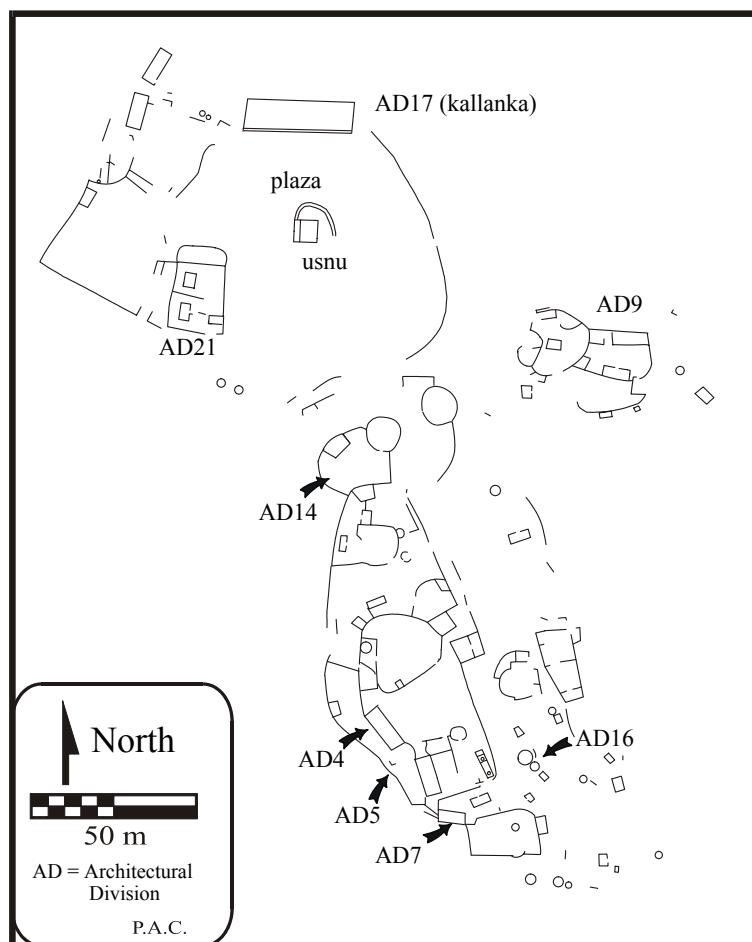 AD17 (kallanka)
plaza
usnu
AD9
AD21
AD14
AD4
AD16
AD5
AD7
North
50 m
AD = Architectural
Division
P.A.C.